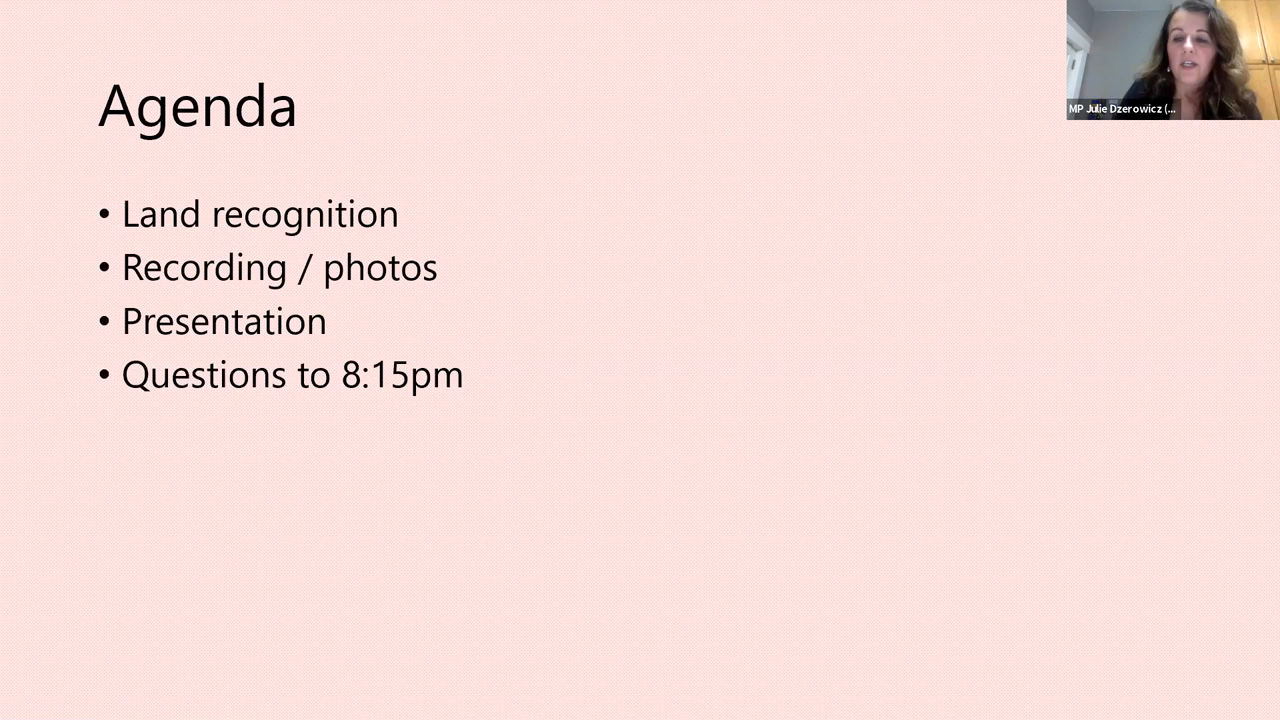 Agenda
• Land recognition
• Recording / photos
• Presentation
• Questions to 8:15pm
MP Julie Dzerowicz (...